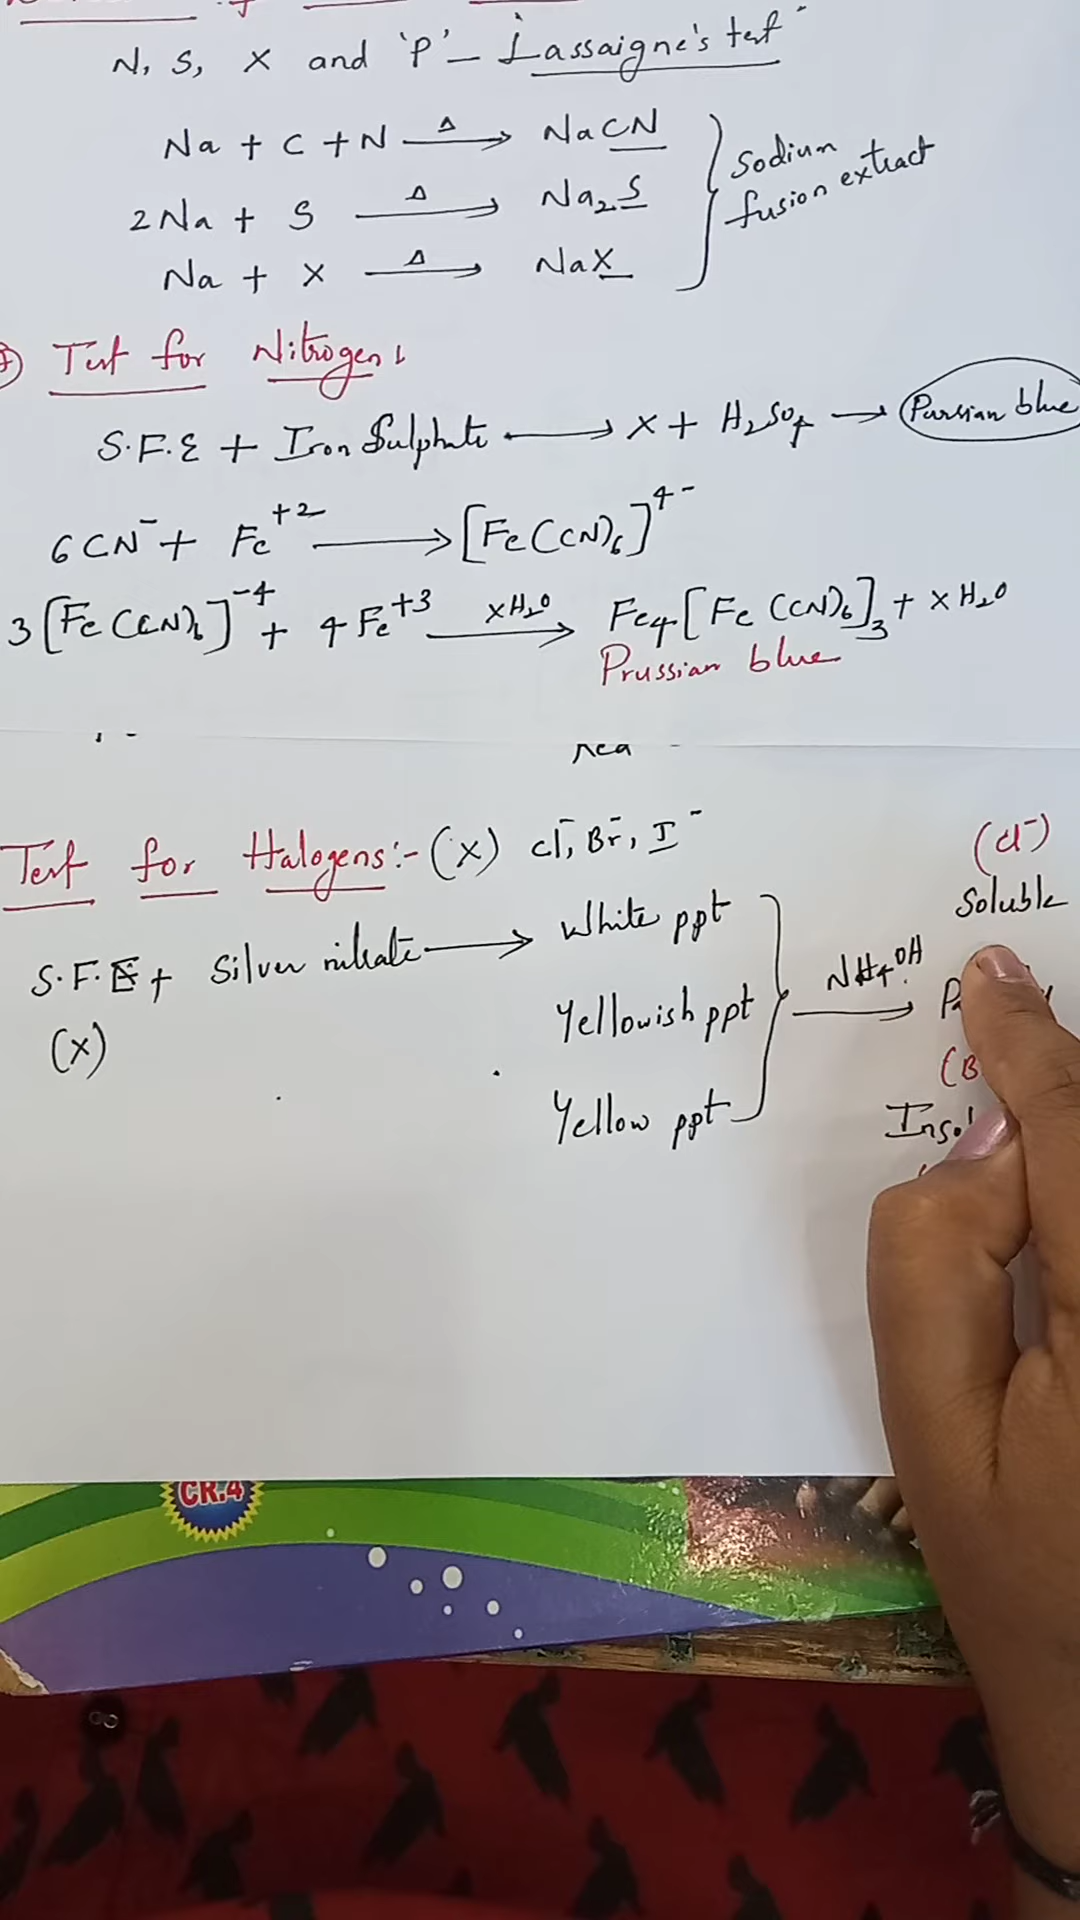 N, S, X and 'P' - Lassaigne's test
Na + C + N —Δ→ NaCN
2Na + S —Δ→ Na₂S
Na + X —Δ→ NaX
Sodium
fusion extract
Test for Nitrogen:
S.F.E + Iron Sulphate → X + H₂SO₄ → Purssian blue
6CN⁻ + Fe⁺² → [Fe(CN)₆]⁴⁻
3[Fe(CN)₆]⁻⁴ + 4Fe⁺³ —xH₂O→ Fe₄[Fe(CN)₆]₃ + xH₂O
Prussian blue
Test for Halogens:- (X) Cl⁻, Br⁻, I⁻
(Cl⁻)
S.F.E + Silver nitrate → White ppt
Soluble
(X)
Yellowish ppt
NH₄OH →
Yellow ppt
CR.4